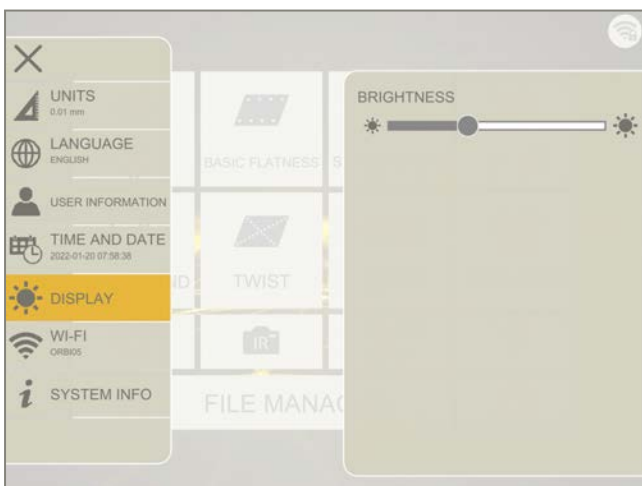 UNITS
0.01 mm
LANGUAGE
ENGLISH
USER INFORMATION
TIME AND DATE
2022-01-20 07:58:38
DISPLAY
WI-FI
ORBI05
SYSTEM INFO
BASIC FLATNESS
TWIST
IR
FILE MANA
BRIGHTNESS